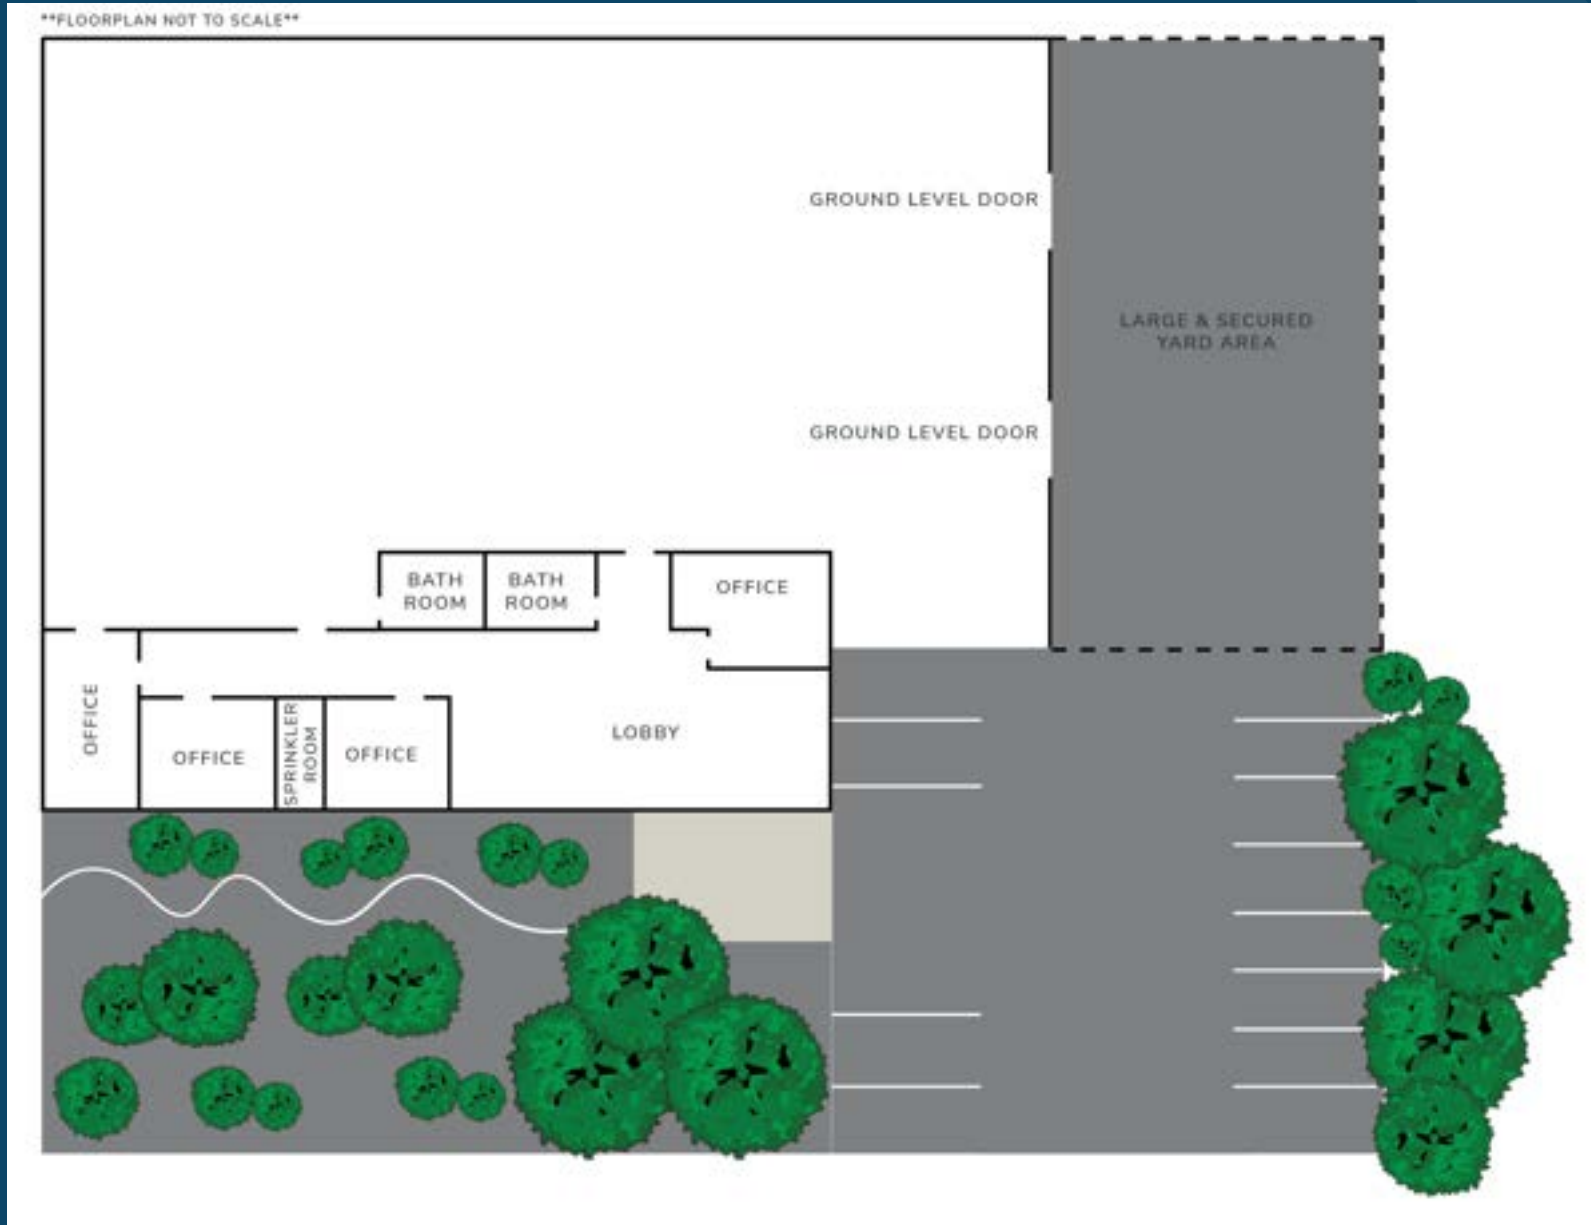 **FLOORPLAN NOT TO SCALE**
GROUND LEVEL DOOR
LARGE & SECURED
YARD AREA
GROUND LEVEL DOOR
BATH
ROOM
BATH
ROOM
OFFICE
OFFICE
OFFICE
SPRINKLER
ROOM
OFFICE
LOBBY